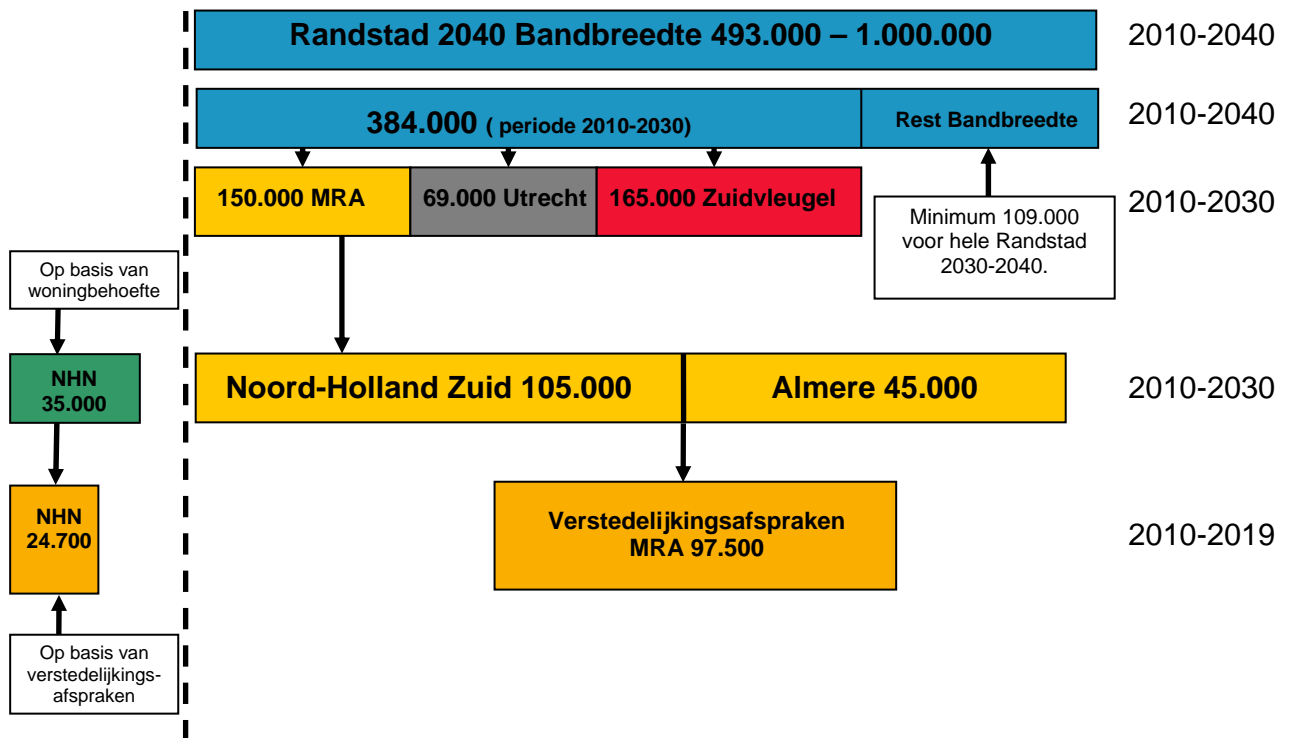 Randstad 2040 Bandbreedte 493.000 – 1.000.000
2010-2040
384.000 ( periode 2010-2030)
Rest Bandbreedte
2010-2040
150.000 MRA
69.000 Utrecht
165.000 Zuidvleugel
2010-2030
Minimum 109.000
voor hele Randstad
2030-2040.
Op basis van
woningbehoefte
NHN
35.000
Noord-Holland Zuid 105.000
Almere 45.000
2010-2030
NHN
24.700
Verstedelijkingsafspraken
MRA 97.500
2010-2019
Op basis van
verstedelijkings-
afspraken